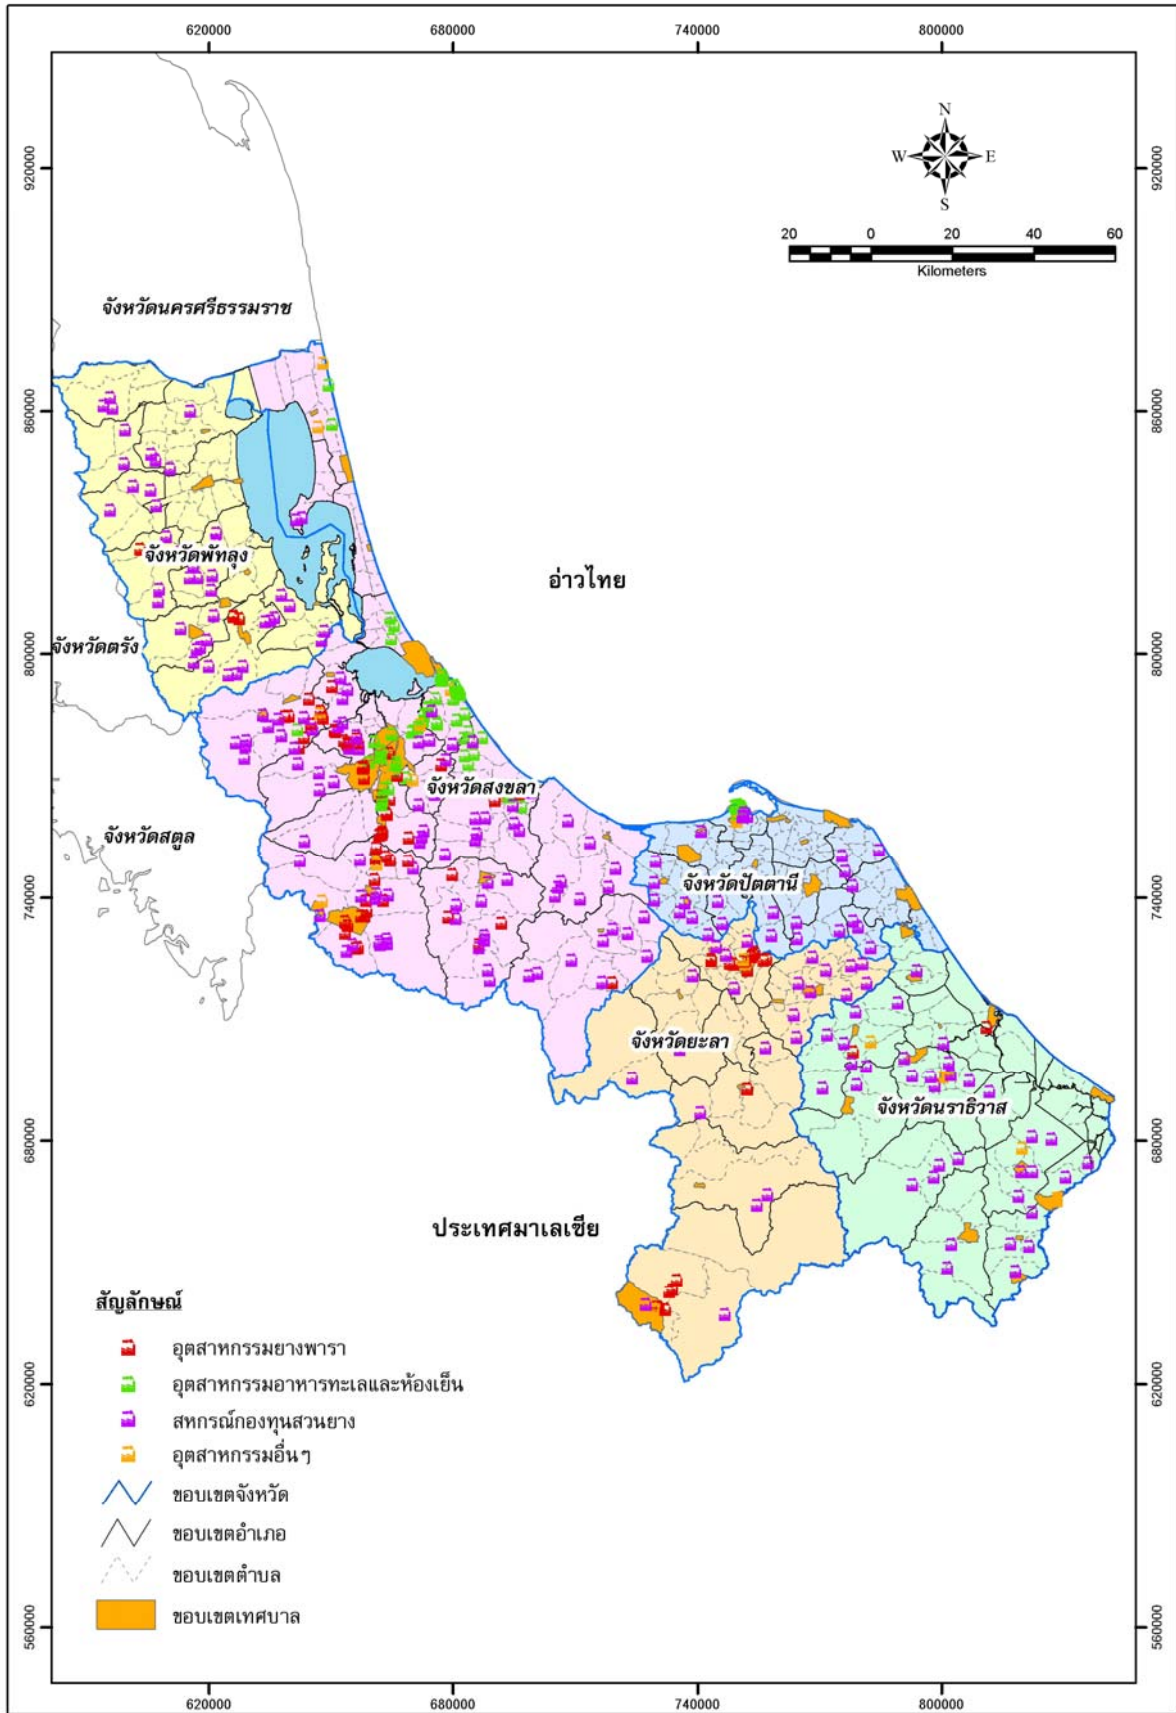 620000 680000 740000 800000
N
W E
S
920000 920000
20 0 20 40 60
Kilometers
จังหวัดนครศรีธรรมราช
860000 860000
อ่าวไทย
จังหวัดพัทลุง
จังหวัดตรัง
800000 800000
จังหวัดสงขลา
จังหวัดสตูล
จังหวัดปัตตานี
740000 740000
จังหวัดยะลา
จังหวัดนราธิวาส
680000 680000
ประเทศมาเลเซีย
สัญลักษณ์
อุตสาหกรรมยางพารา
อุตสาหกรรมอาหารทะเลและห้องเย็น
620000 620000
สหกรณ์กองทุนสวนยาง
อุตสาหกรรมอื่นๆ
ขอบเขตจังหวัด
ขอบเขตอำเภอ
ขอบเขตตำบล
ขอบเขตเทศบาล
560000 560000
620000 680000 740000 800000